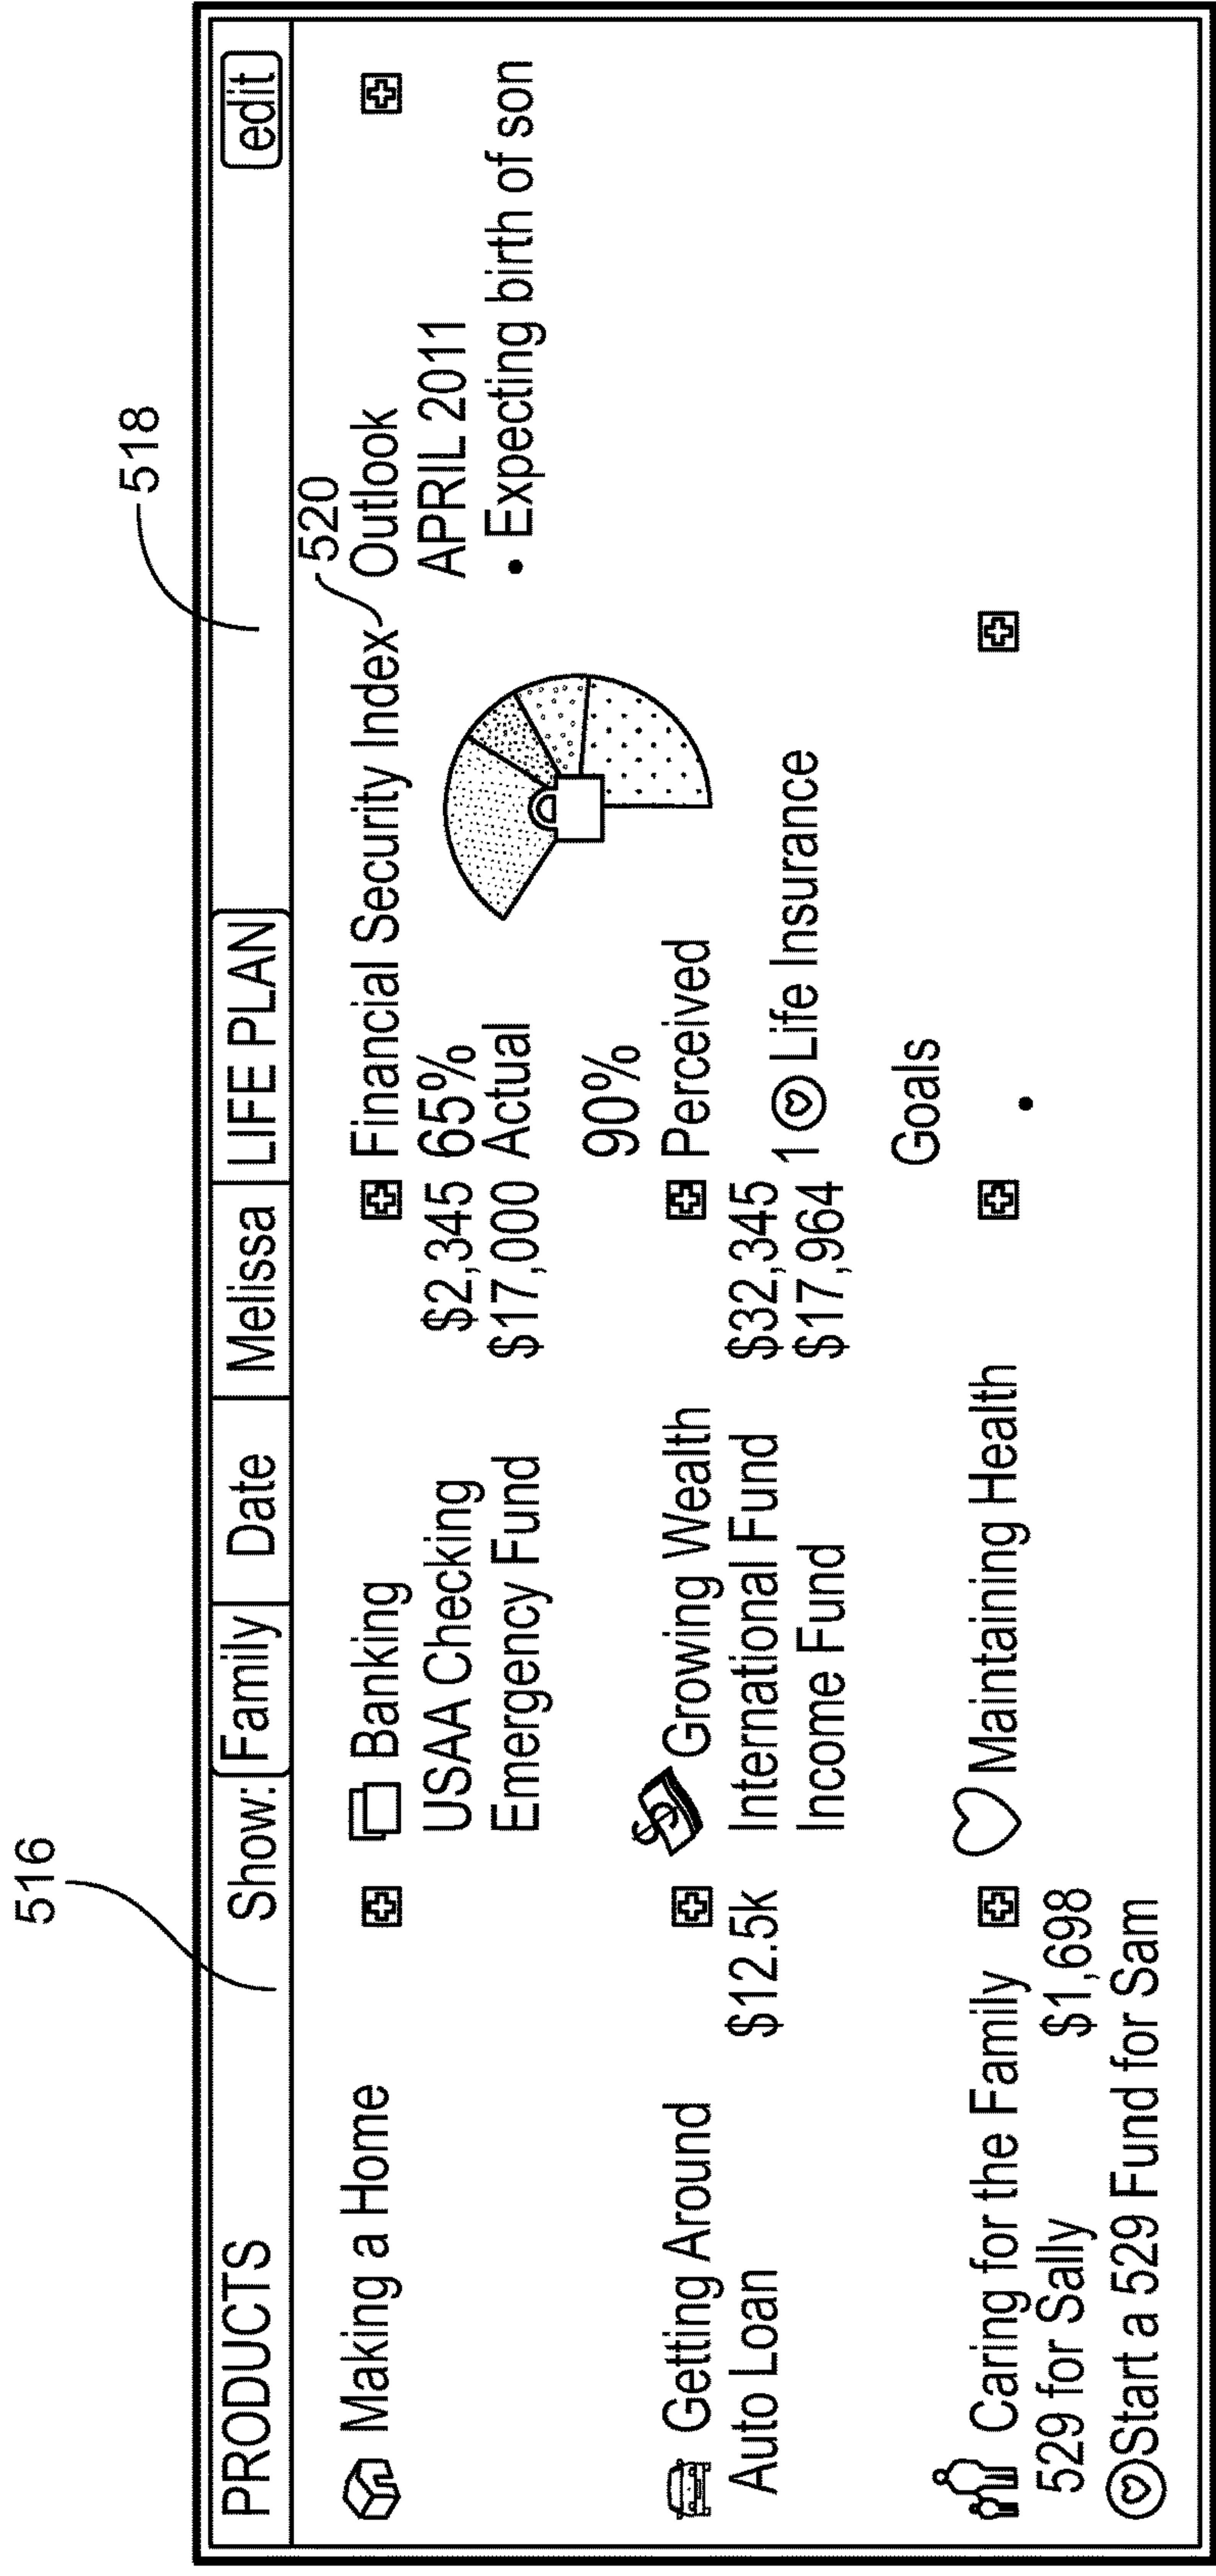 516
518
PRODUCTS
Show: Family Date Melissa LIFE PLAN edit
520
Making a Home
Banking
USAA Checking $2,345
Emergency Fund $17,000
Financial Security Index
65%
Actual
90%
Perceived
1 Life Insurance
Outlook
APRIL 2011
• Expecting birth of son
Getting Around
Auto Loan $12.5k
Growing Wealth
International Fund $32,345
Income Fund $17,964
Goals
•
Caring for the Family
529 for Sally $1,698
Start a 529 Fund for Sam
Maintaining Health